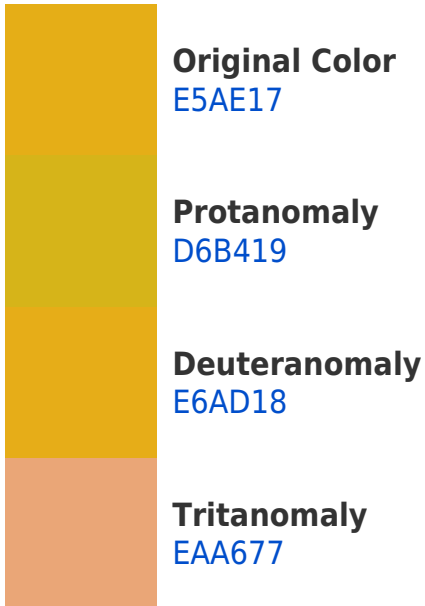 Original Color
E5AE17
Protanomaly
D6B419
Deuteranomaly
E6AD18
Tritanomaly
EAA677